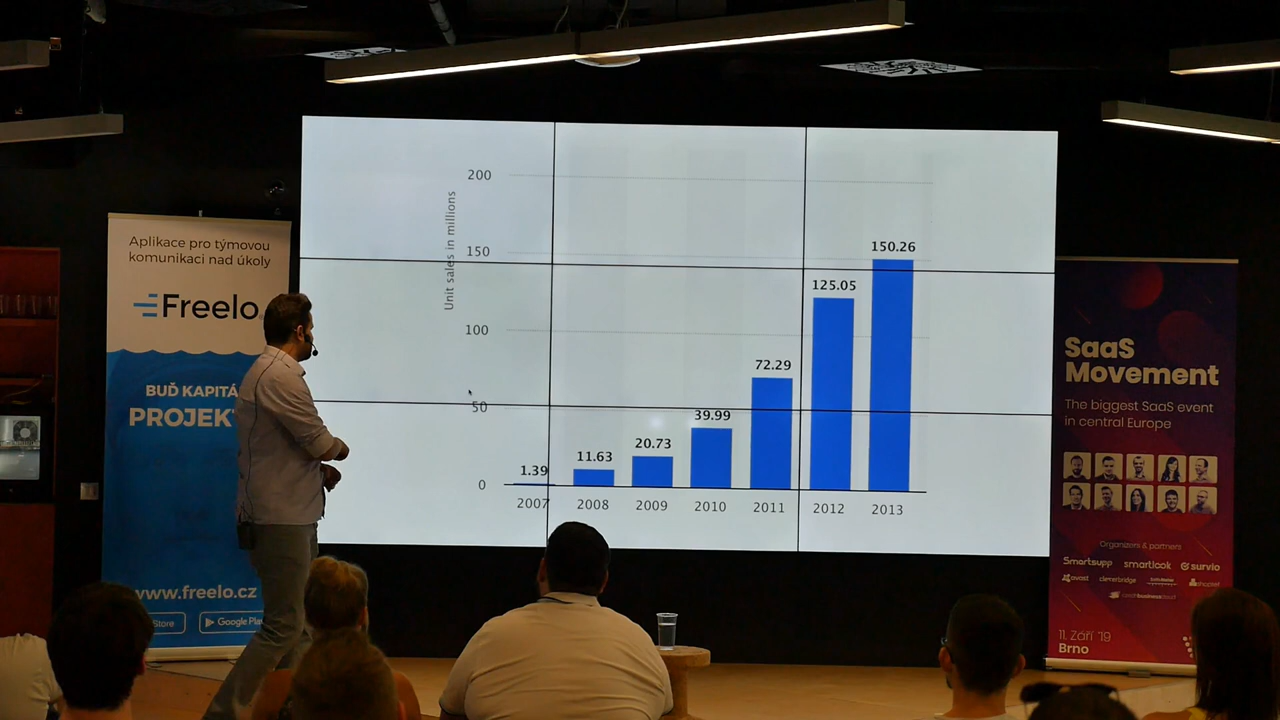 Aplikace pro týmovou
komunikaci nad úkoly
Freelo
BUĎ KAPITÁ
PROJEK
www.freelo.cz
Store
Google Play
Unit sales in millions
200
150
100
50
0
1.39
11.63
20.73
39.99
72.29
125.05
150.26
2007
2008
2009
2010
2011
2012
2013
SaaS
Movement
The biggest SaaS event
in central Europe
Organizers & partners
Smartsupp smartlook survio
avast cleverbridge
11. Září '19
Brno